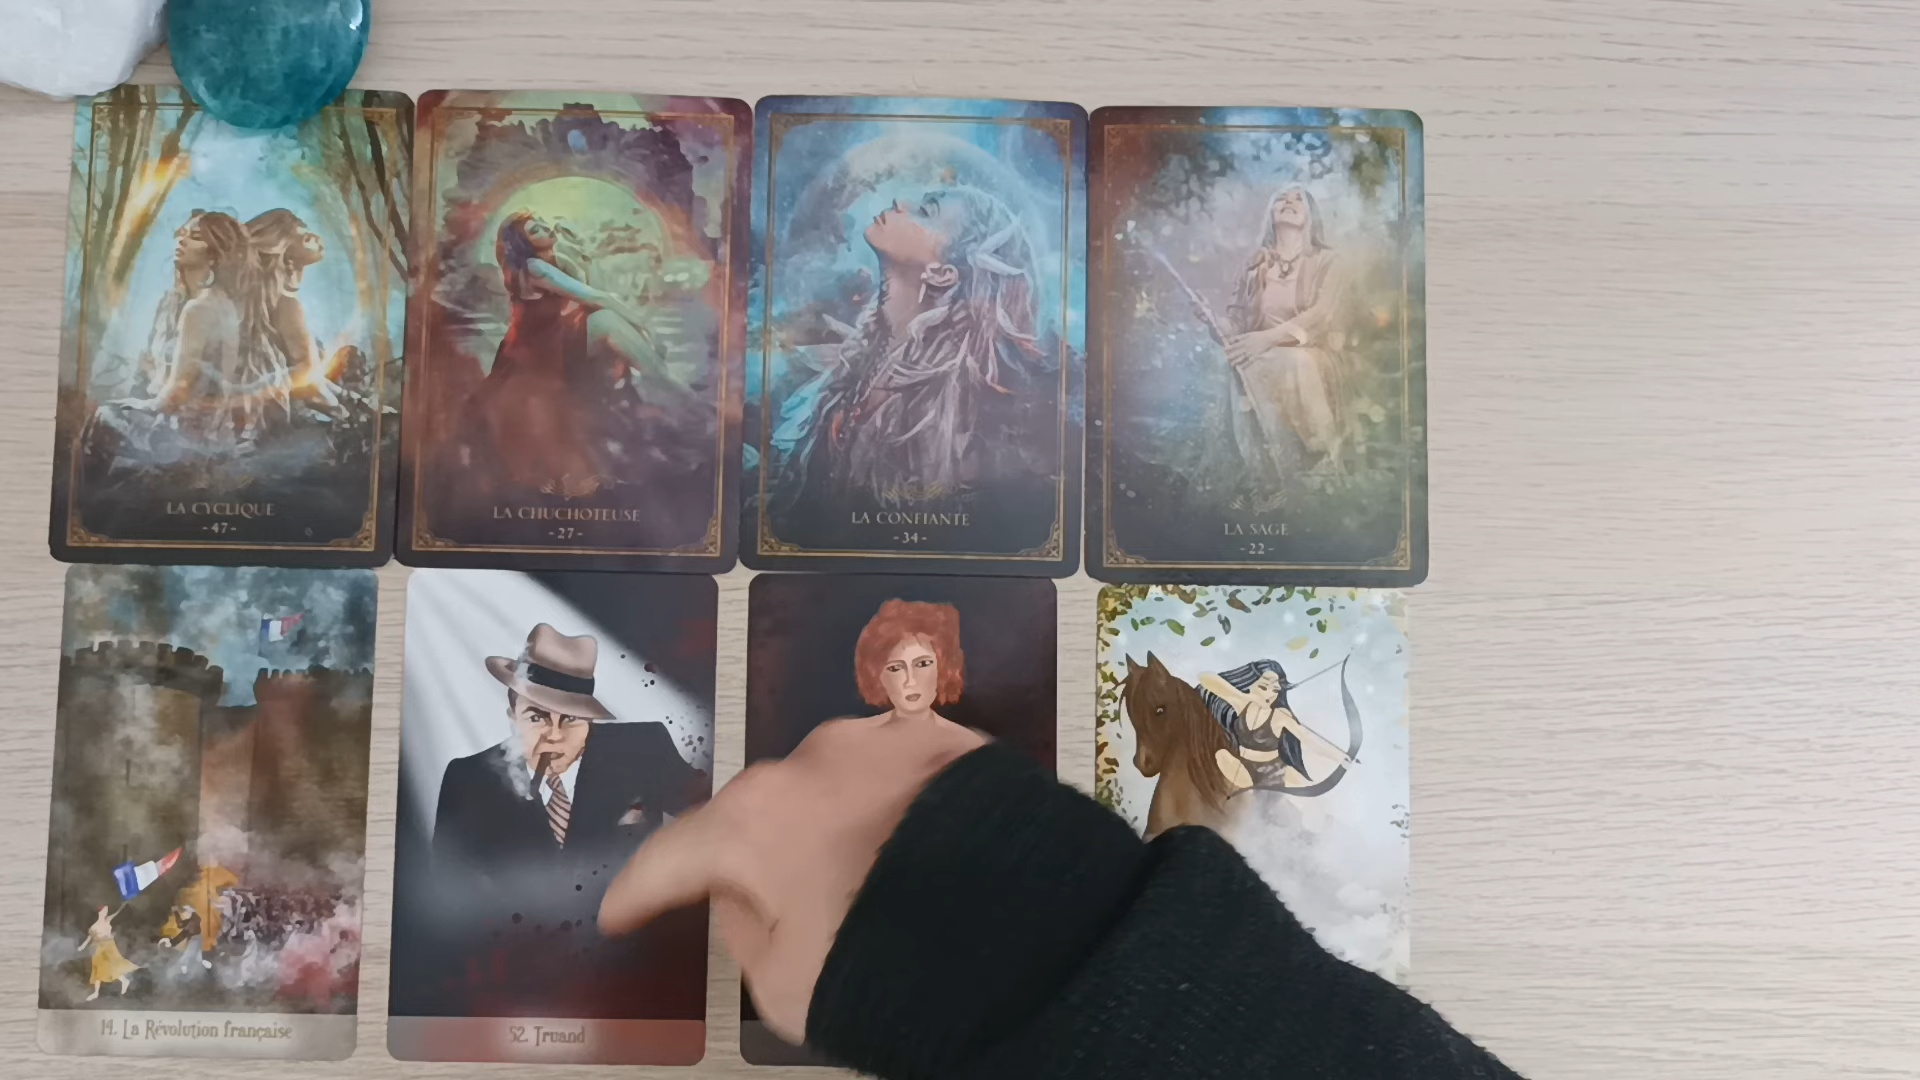 LA CYCLIQUE
-47-
LA CHUCHOTEUSE
-27-
LA CONFIANTE
-34-
LA SAGE
-22-
14. La Révolution française
52. Truand